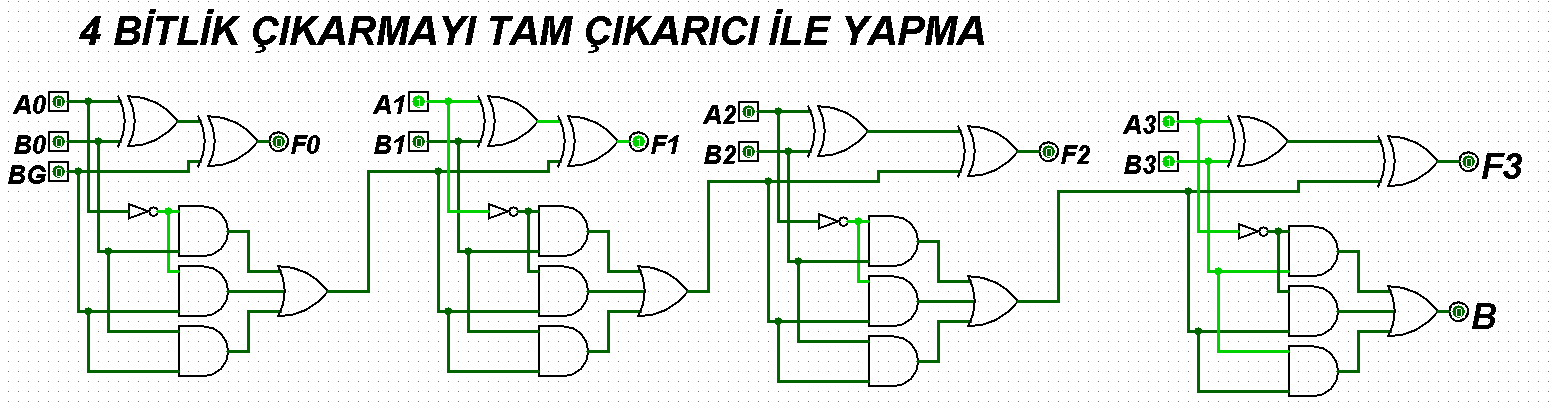 4 BİTLİK ÇIKARMAYI TAM ÇIKARICI İLE YAPMA
A0 0
B0 0
BG 0
0 F0
A1 1
B1 0
1 F1
A2 0
B2 0
0 F2
A3 1
B3 1
0 F3
0 B